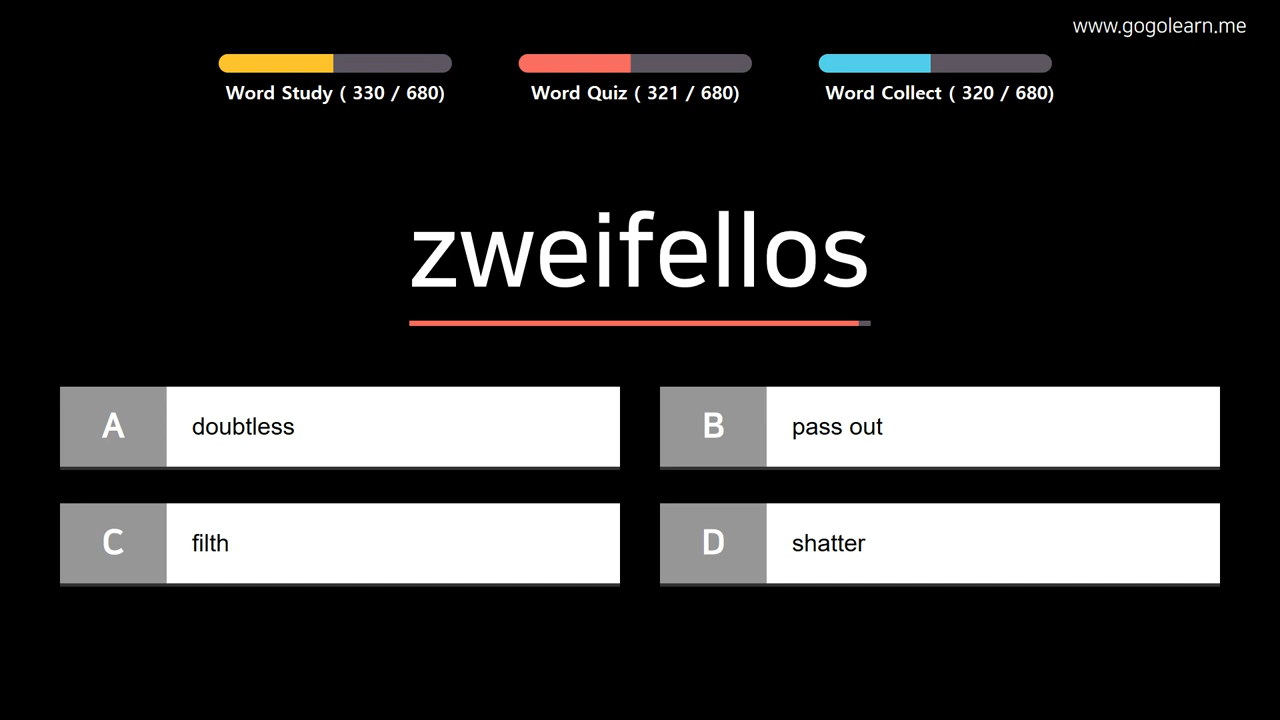 www.gogolearn.me
Word Study ( 330 / 680)
Word Quiz ( 321 / 680)
Word Collect ( 320 / 680)
zweifellos
A doubtless
B pass out
C filth
D shatter